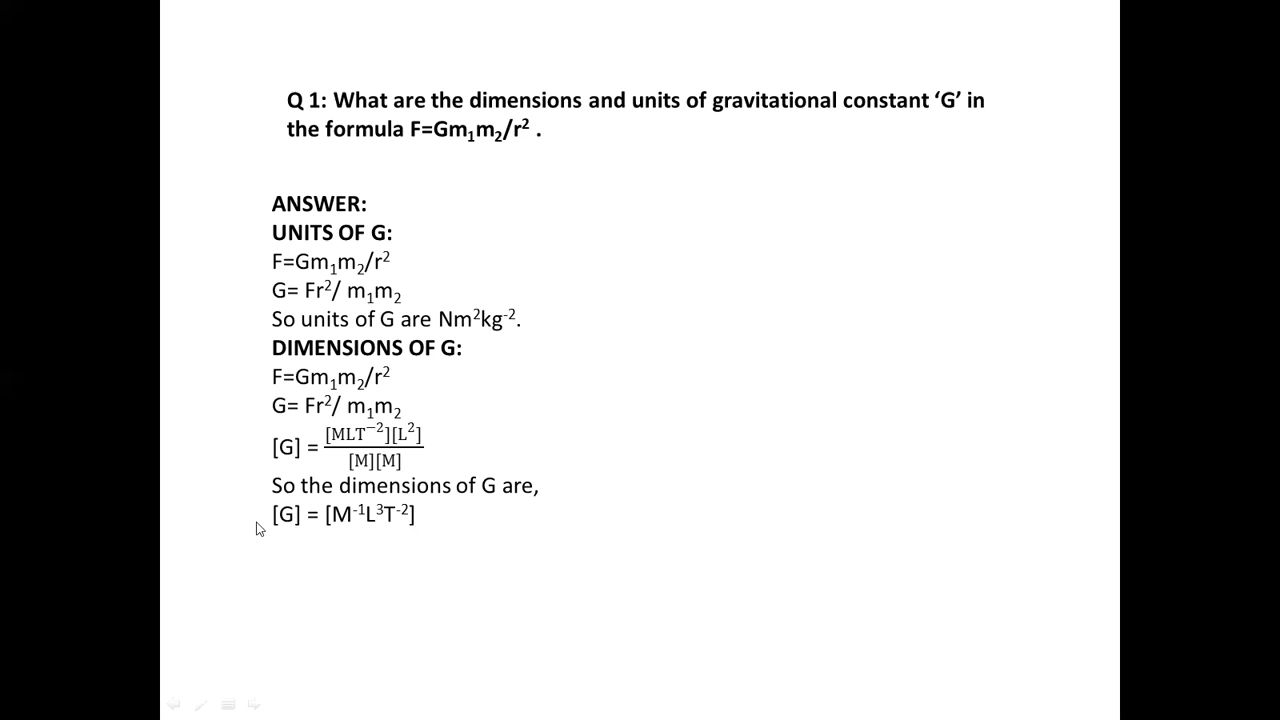 Q 1: What are the dimensions and units of gravitational constant ‘G’ in
the formula F=Gm₁m₂/r² .
ANSWER:
UNITS OF G:
F=Gm₁m₂/r²
G= Fr²/ m₁m₂
So units of G are Nm²kg⁻².
DIMENSIONS OF G:
F=Gm₁m₂/r²
G= Fr²/ m₁m₂
[G] = [MLT⁻²][L²] / [M][M]
So the dimensions of G are,
[G] = [M⁻¹L³T⁻²]